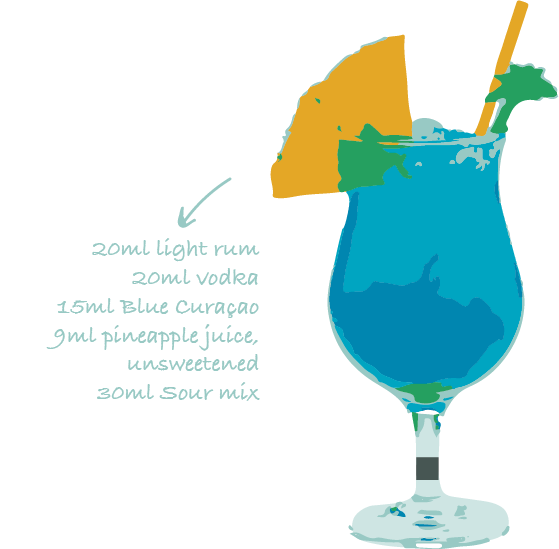 20ml light rum
20ml vodka
15ml Blue Curaçao
9ml pineapple juice,
unsweetened
30ml Sour mix